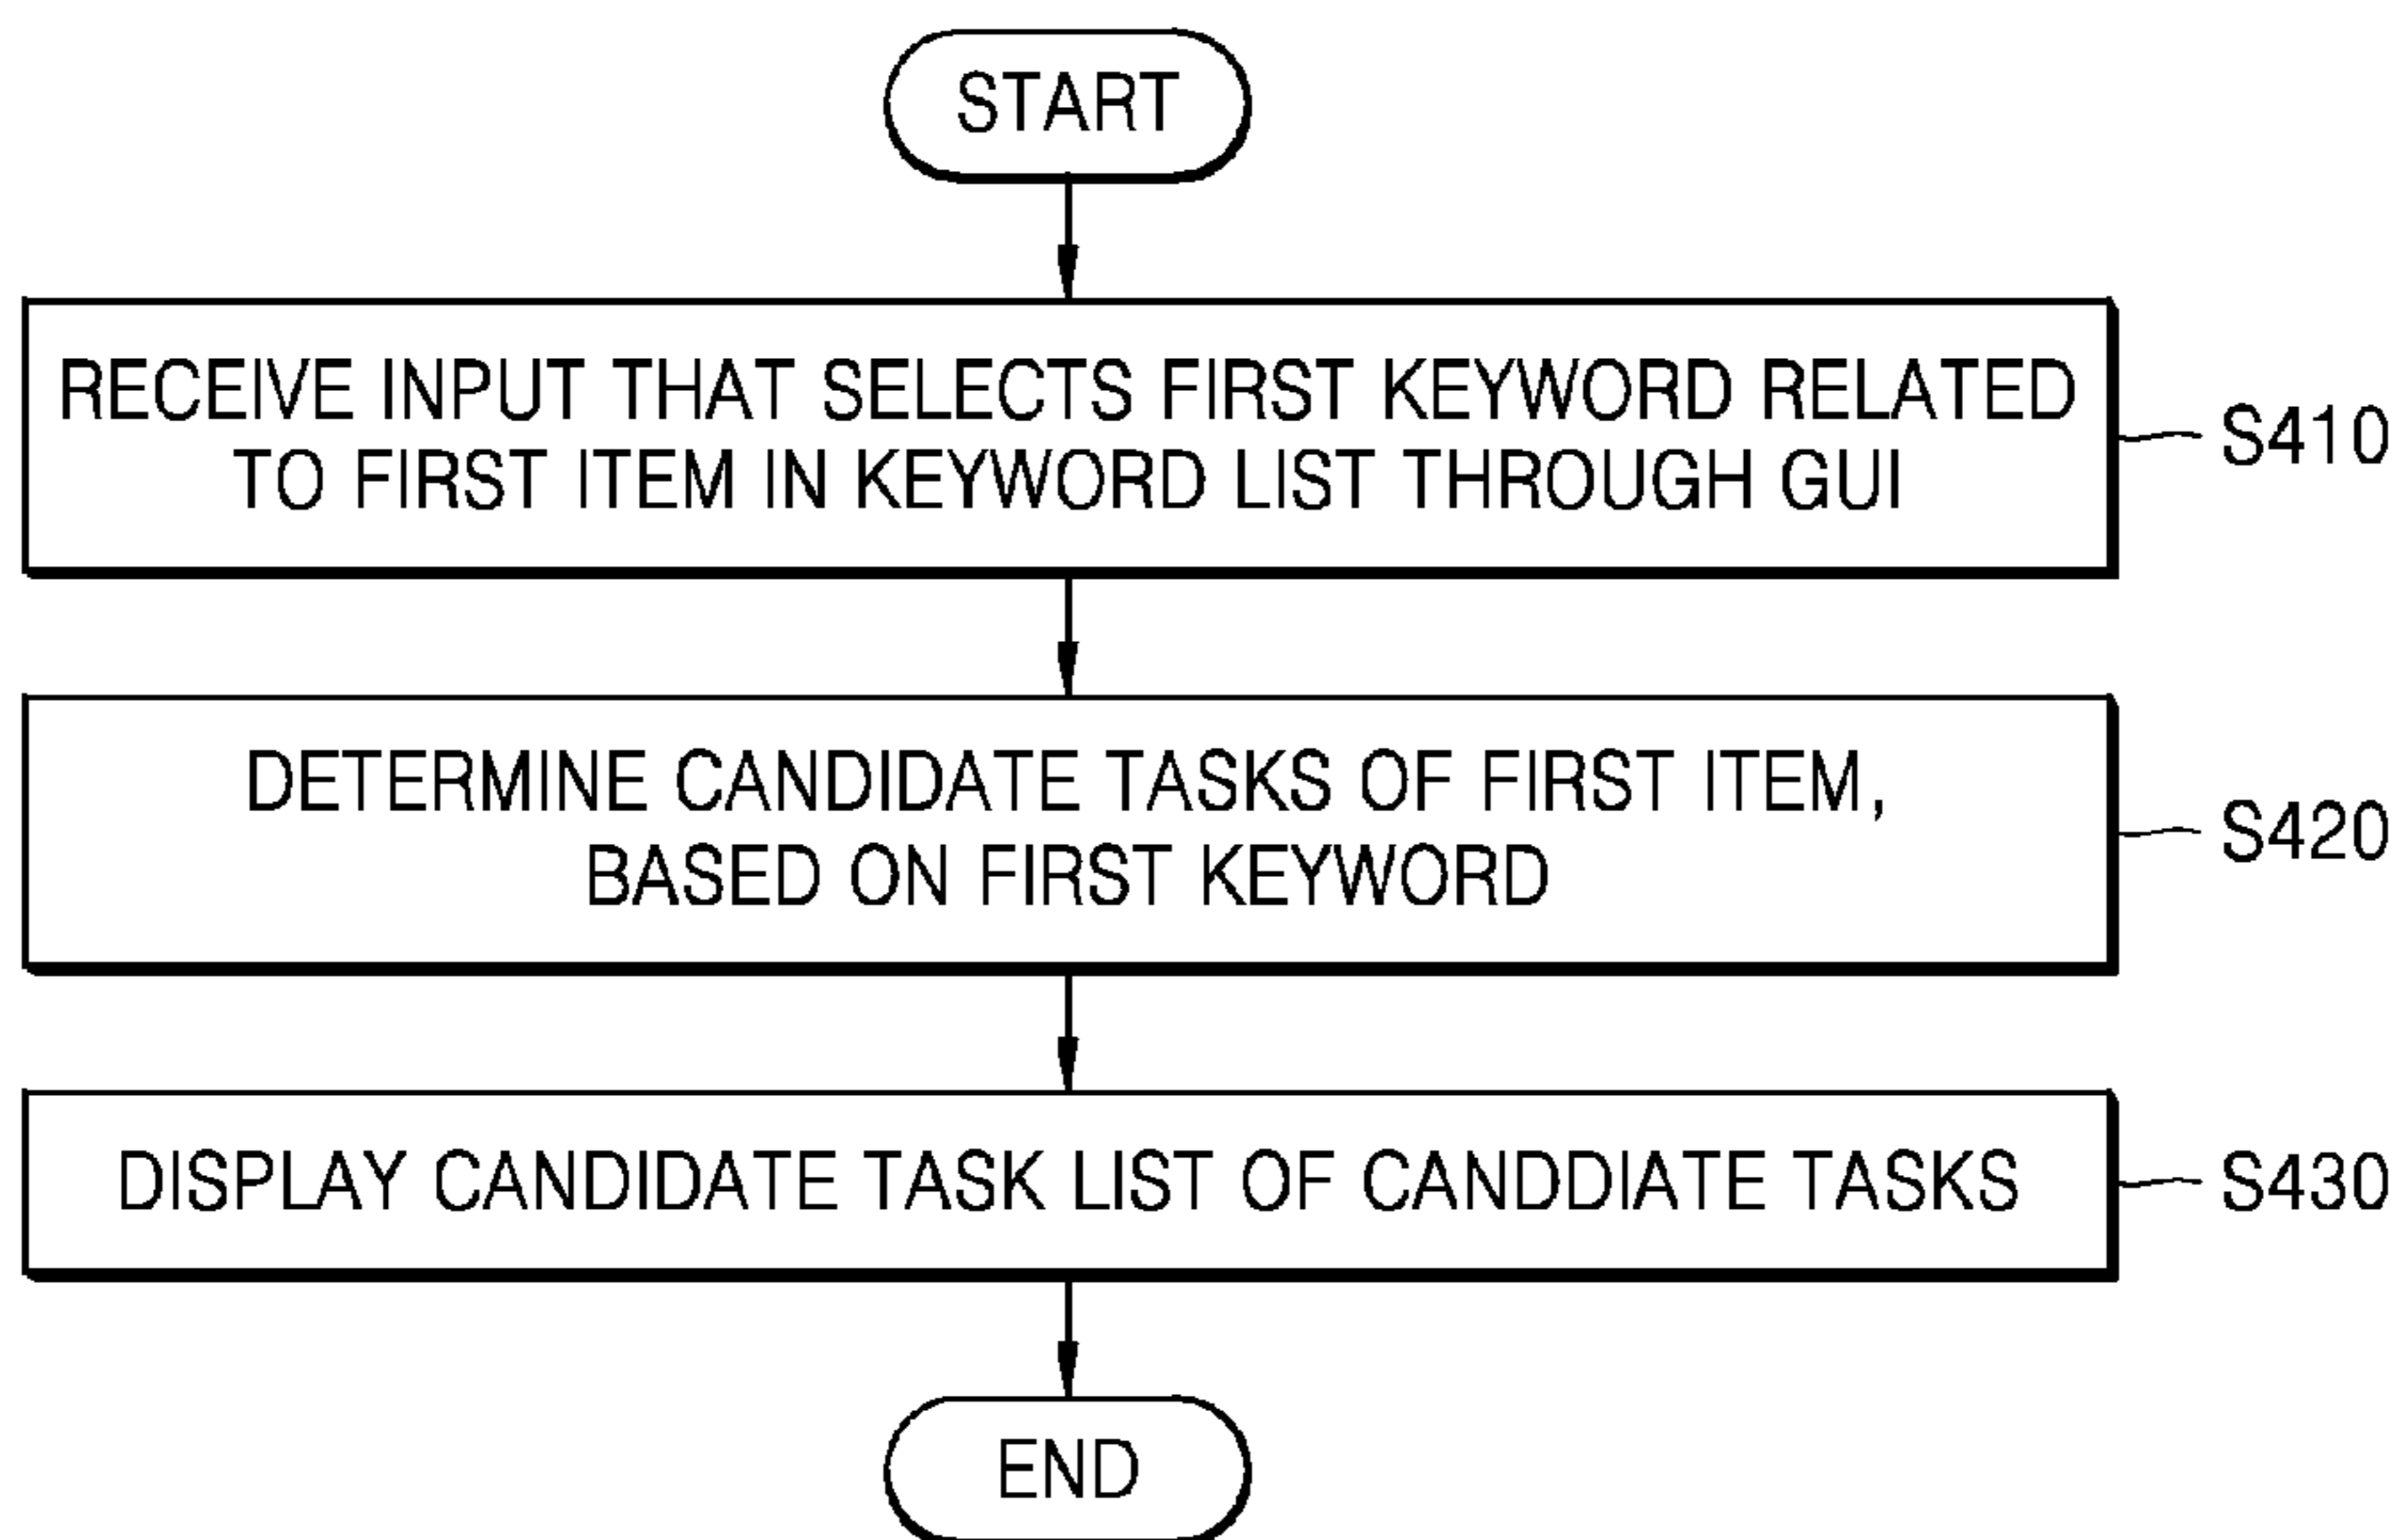 START
RECEIVE INPUT THAT SELECTS FIRST KEYWORD RELATED
TO FIRST ITEM IN KEYWORD LIST THROUGH GUI
S410
DETERMINE CANDIDATE TASKS OF FIRST ITEM,
BASED ON FIRST KEYWORD
S420
DISPLAY CANDIDATE TASK LIST OF CANDDIATE TASKS
S430
END